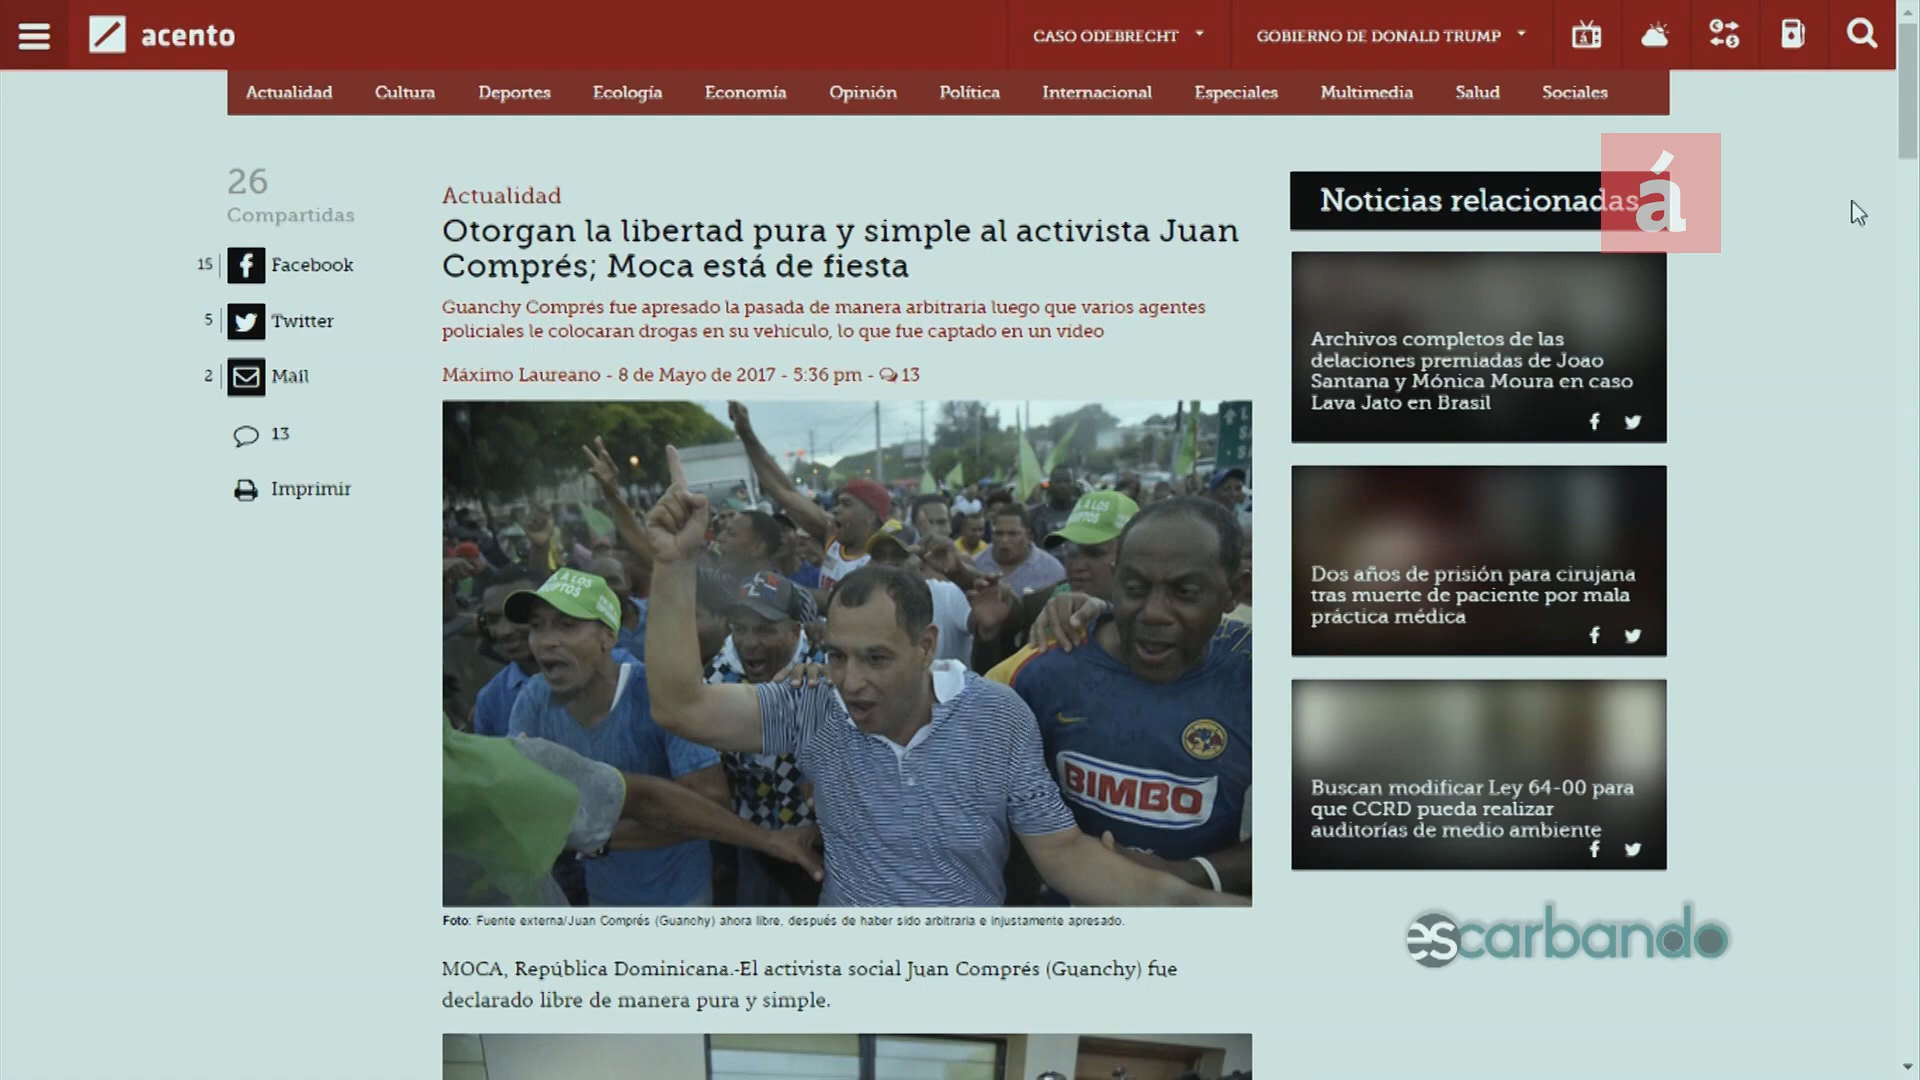 acento
CASO ODEBRECHT
GOBIERNO DE DONALD TRUMP
Actualidad
Cultura
Deportes
Ecología
Economía
Opinión
Política
Internacional
Especiales
Multimedia
Salud
Sociales
26
Compartidas
15
Facebook
5
Twitter
2
Mail
13
Imprimir
Actualidad
Otorgan la libertad pura y simple al activista Juan
Comprés; Moca está de fiesta
Guanchy Comprés fue apresado la pasada de manera arbitraria luego que varios agentes
policiales le colocaran drogas en su vehículo, lo que fue captado en un vídeo
Máximo Laureano - 8 de Mayo de 2017 - 5:36 pm - 13
A LOS
A LOS
BIMBO
Foto: Fuente externa/Juan Comprés (Guanchy) ahora libre, después de haber sido arbitraria e injustamente apresado.
MOCA, República Dominicana.-El activista social Juan Comprés (Guanchy) fue
declarado libre de manera pura y simple.
Noticias relacionadas
á
Archivos completos de las
delaciones premiadas de Joao
Santana y Mónica Moura en caso
Lava Jato en Brasil
Dos años de prisión para cirujana
tras muerte de paciente por mala
práctica médica
Buscan modificar Ley 64-00 para
que CCRD pueda realizar
auditorías de medio ambiente
escarbando